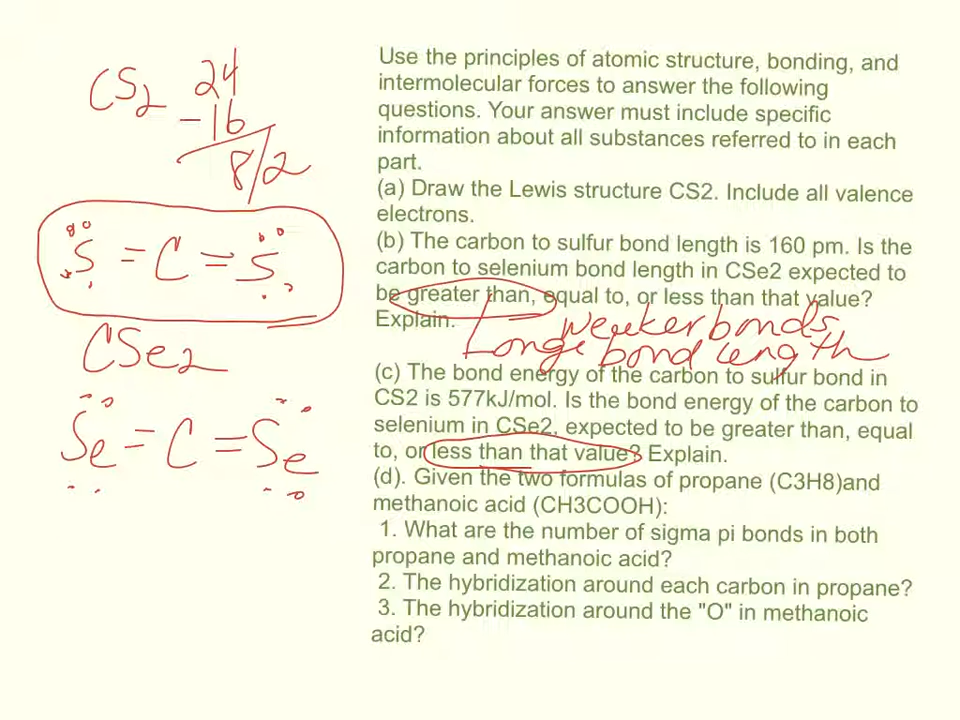 CS2 24
-16
8/2
S = C = S
CSe2
Se = C = Se
Use the principles of atomic structure, bonding, and
intermolecular forces to answer the following
questions. Your answer must include specific
information about all substances referred to in each
part.
(a) Draw the Lewis structure CS2. Include all valence
electrons.
(b) The carbon to sulfur bond length is 160 pm. Is the
carbon to selenium bond length in CSe2 expected to
be greater than, equal to, or less than that value?
Explain.
weaker bonds,
Longe bond length
(c) The bond energy of the carbon to sulfur bond in
CS2 is 577kJ/mol. Is the bond energy of the carbon to
selenium in CSe2, expected to be greater than, equal
to, or less than that value? Explain.
(d). Given the two formulas of propane (C3H8)and
methanoic acid (CH3COOH):
1. What are the number of sigma pi bonds in both
propane and methanoic acid?
2. The hybridization around each carbon in propane?
3. The hybridization around the "O" in methanoic
acid?